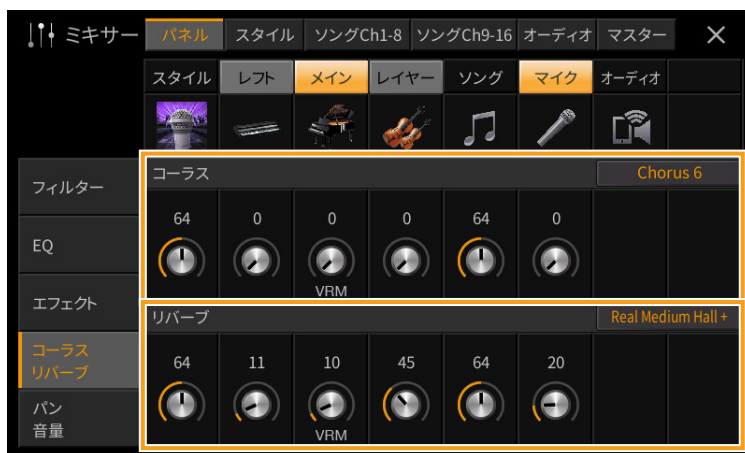 ミキサー パネル スタイル ソングCh1-8 ソングCh9-16 オーディオ マスター
スタイル レフト メイン レイヤー ソング マイク オーディオ
フィルター
EQ
エフェクト
コーラス
リバーブ
パン
音量
コーラス Chorus 6
64 0 0 0 64 0
VRM
リバーブ Real Medium Hall +
64 11 10 45 64 20
VRM